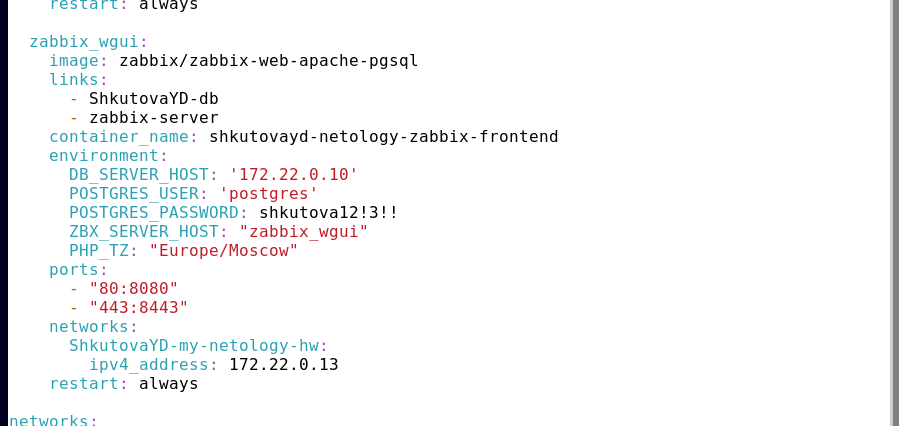 restart: always
zabbix_wgui:
image: zabbix/zabbix-web-apache-pgsql
links:
- ShkutovaYD-db
- zabbix-server
container_name: shkutovayd-netology-zabbix-frontend
environment:
DB_SERVER_HOST: '172.22.0.10'
POSTGRES_USER: 'postgres'
POSTGRES_PASSWORD: shkutova12!3!!
ZBX_SERVER_HOST: "zabbix_wgui"
PHP_TZ: "Europe/Moscow"
ports:
- "80:8080"
- "443:8443"
networks:
ShkutovaYD-my-netology-hw:
ipv4_address: 172.22.0.13
restart: always
networks: